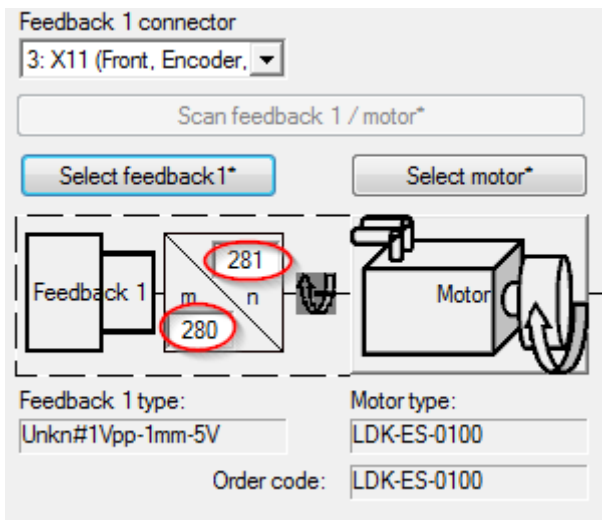 Feedback 1 connector
3: X11 (Front, Encoder,
Scan feedback 1 / motor*
Select feedback1*
Select motor*
281
Feedback 1
m
n
Motor
280
Feedback 1 type:
Motor type:
Unkn#1Vpp-1mm-5V
LDK-ES-0100
Order code:
LDK-ES-0100